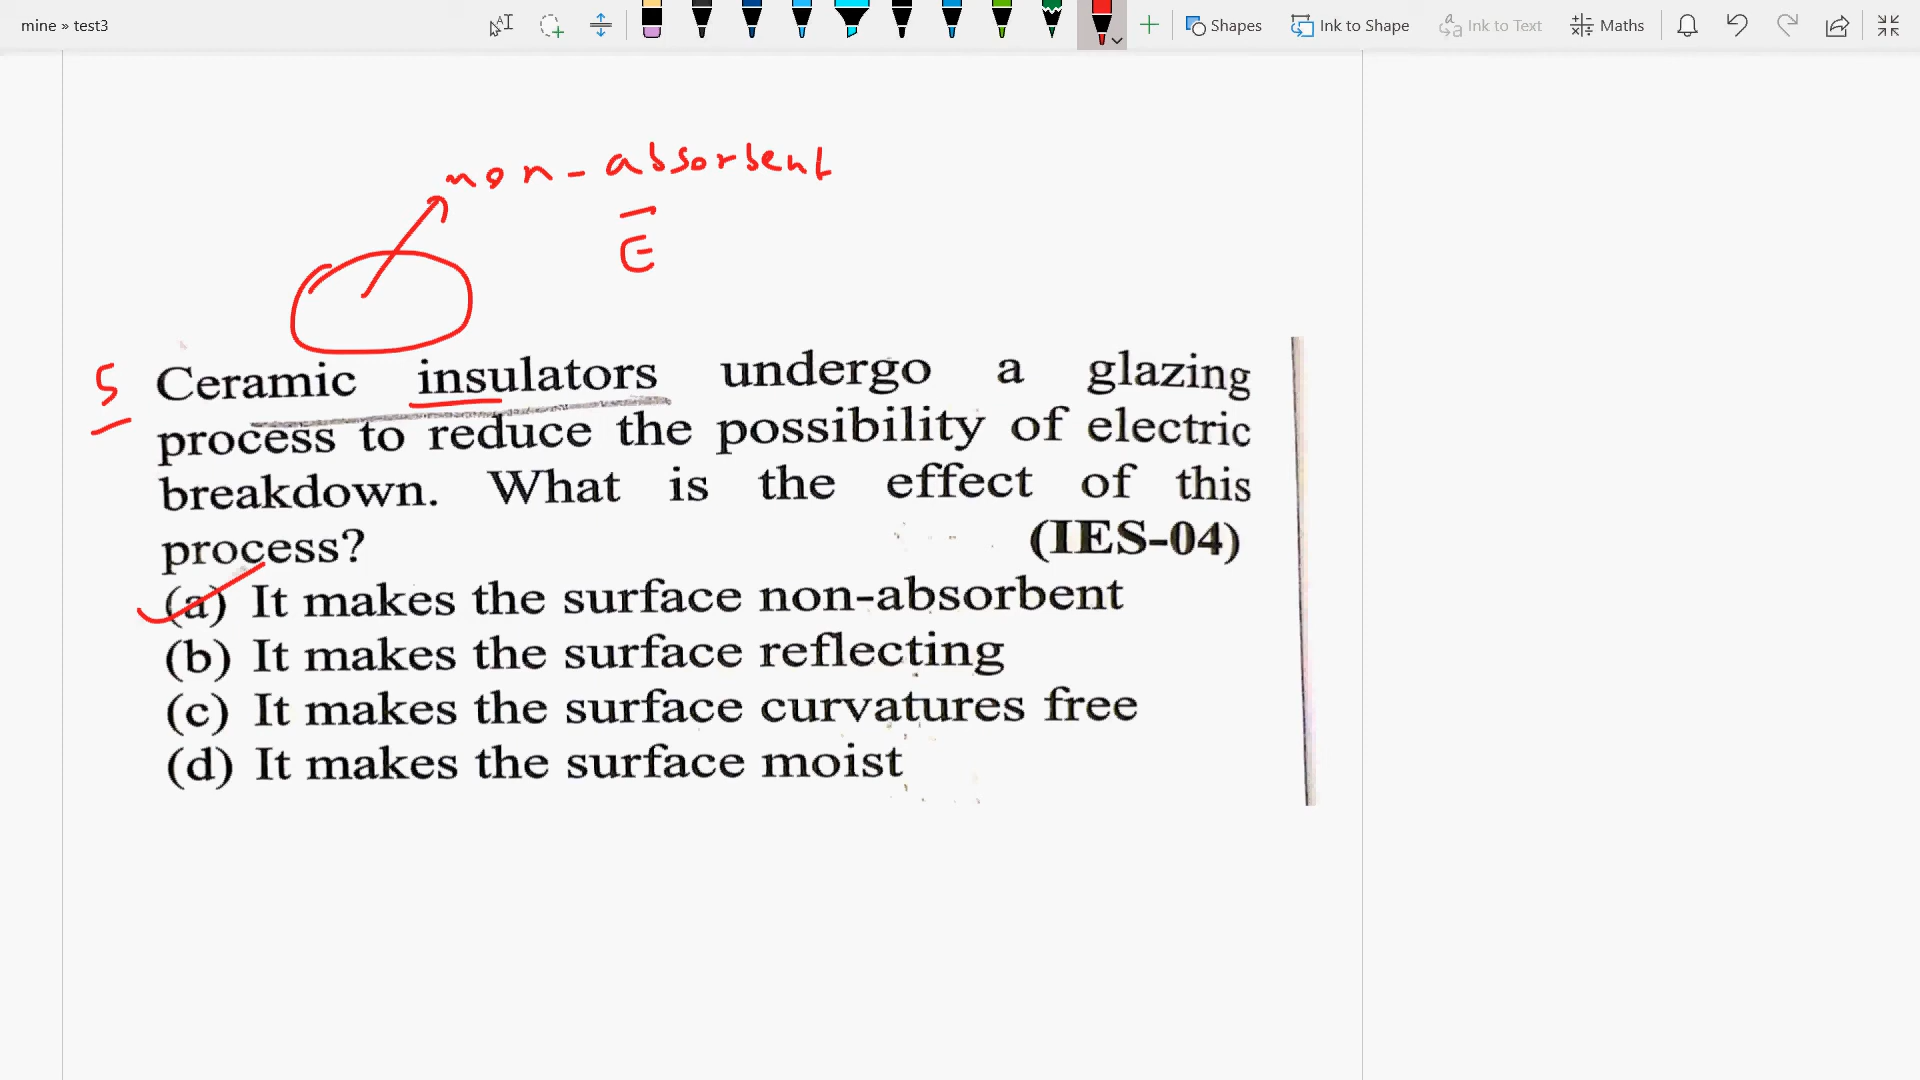 mine » test3
Shapes Ink to Shape Ink to Text Maths
non-absorbent
E
5 Ceramic insulators undergo a glazing
process to reduce the possibility of electric
breakdown. What is the effect of this
process? (IES-04)
(a) It makes the surface non-absorbent
(b) It makes the surface reflecting
(c) It makes the surface curvatures free
(d) It makes the surface moist